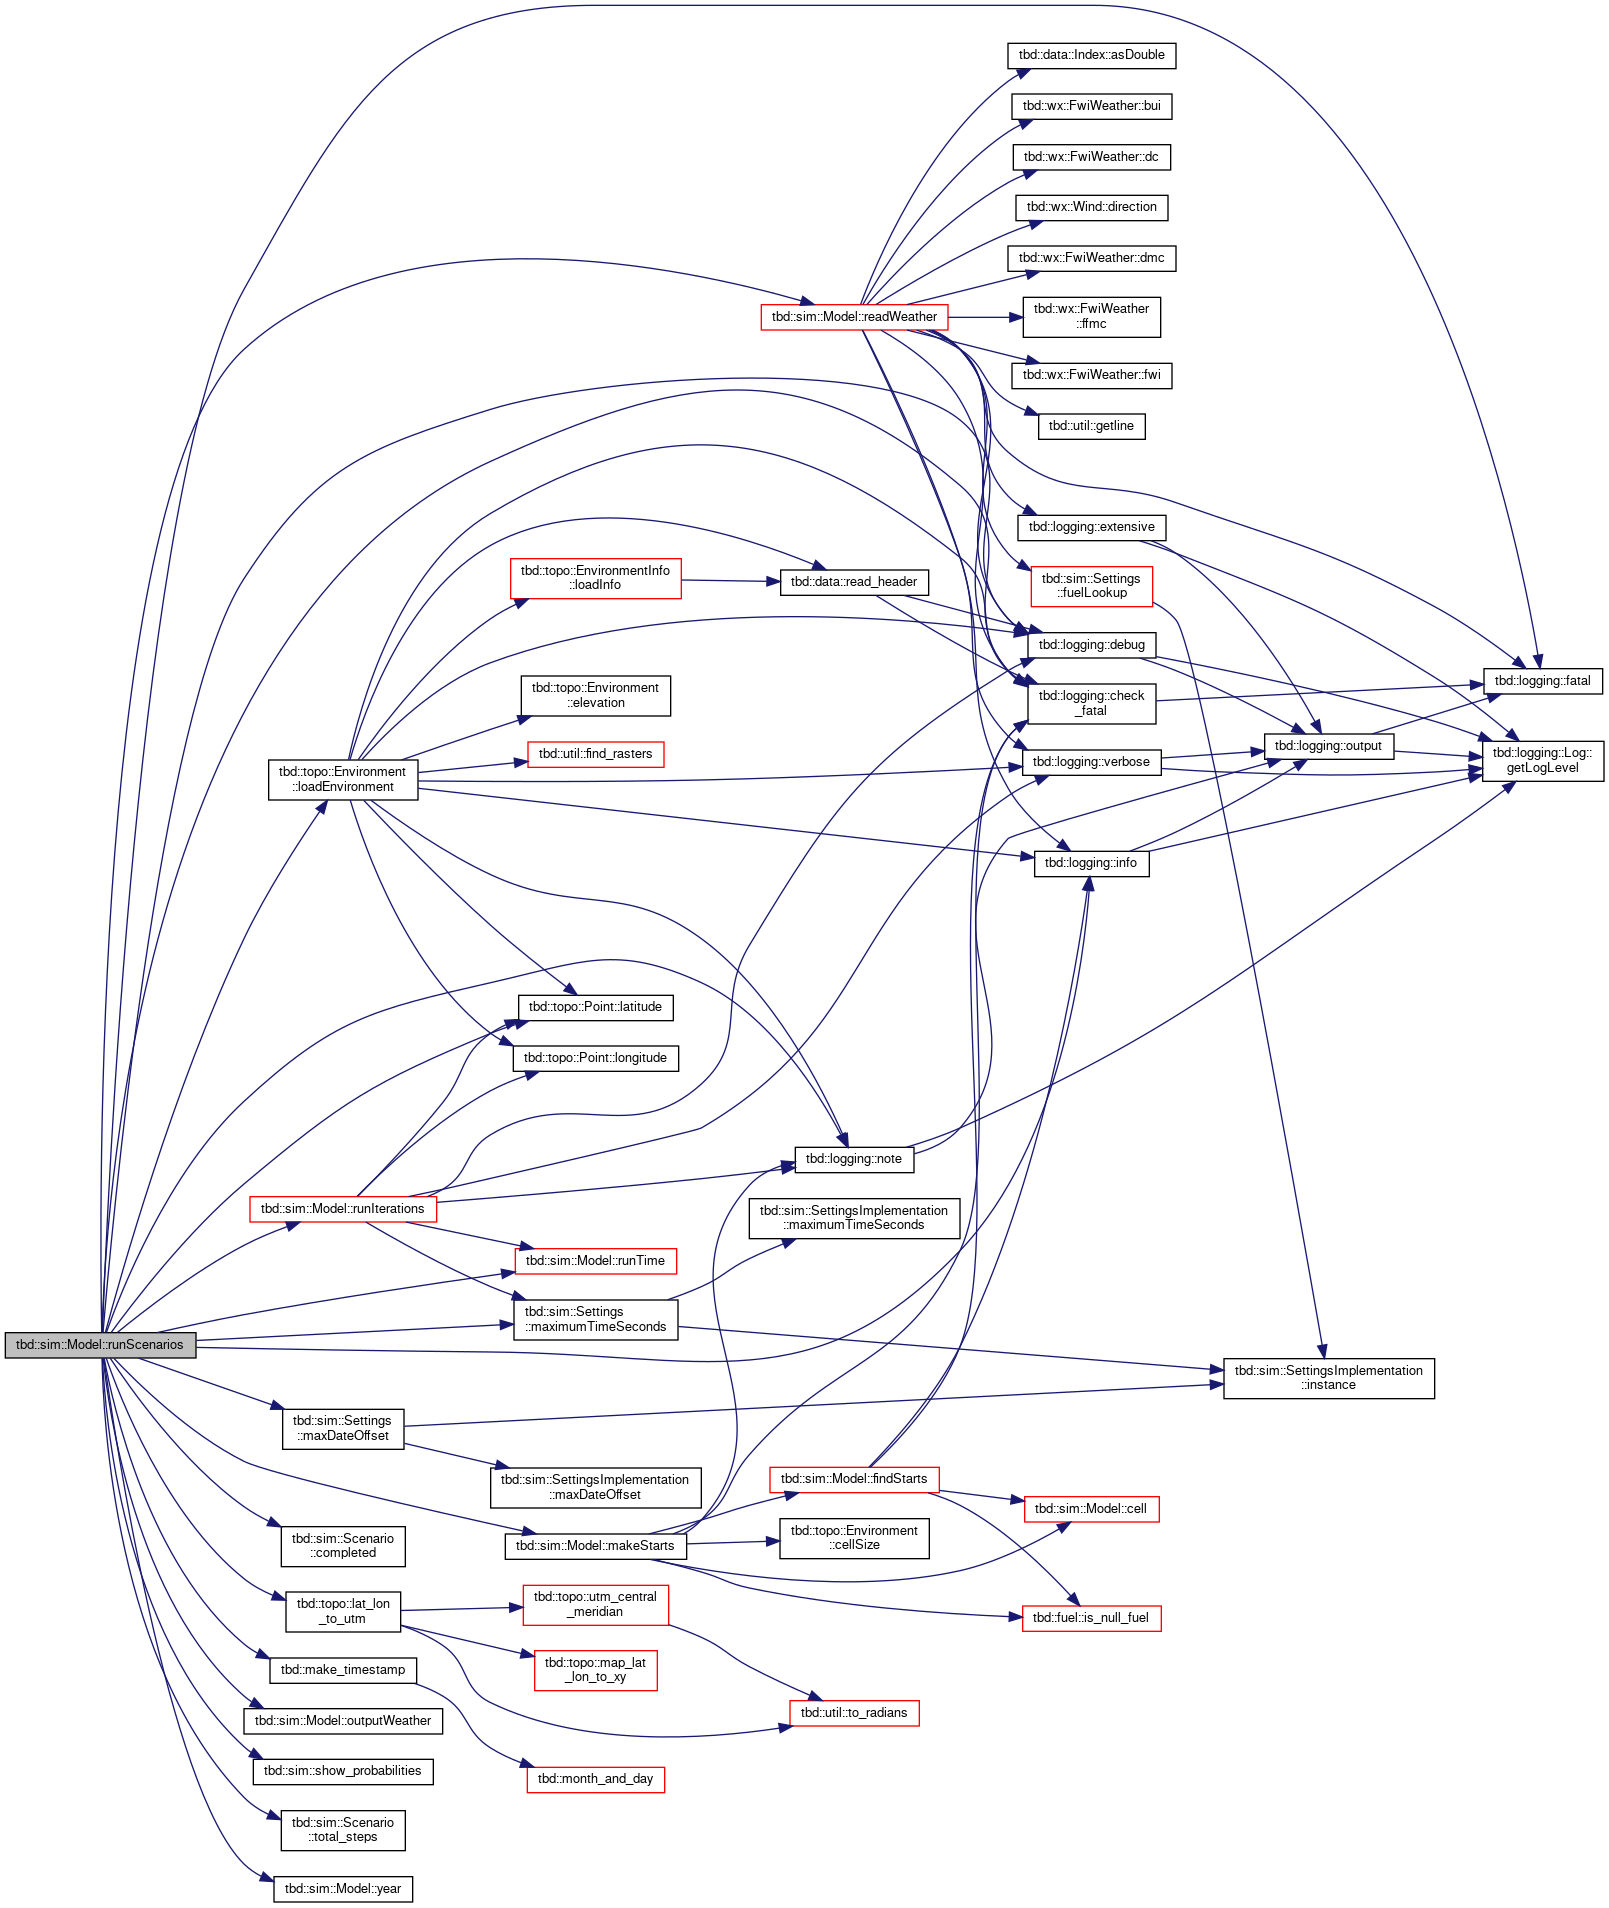 tbd::data::Index::asDouble
tbd::wx::FwiWeather::bui
tbd::wx::FwiWeather::dc
tbd::wx::Wind::direction
tbd::wx::FwiWeather::dmc
tbd::sim::Model::readWeather
tbd::wx::FwiWeather
::ffmc
tbd::wx::FwiWeather::fwi
tbd::util::getline
tbd::logging::extensive
tbd::topo::EnvironmentInfo
::loadInfo
tbd::data::read_header
tbd::sim::Settings
::fuelLookup
tbd::logging::debug
tbd::topo::Environment
::elevation
tbd::logging::check
_fatal
tbd::logging::fatal
tbd::util::find_rasters
tbd::topo::Environment
::loadEnvironment
tbd::logging::verbose
tbd::logging::output
tbd::logging::Log::
getLogLevel
tbd::logging::info
tbd::topo::Point::latitude
tbd::topo::Point::longitude
tbd::logging::note
tbd::sim::Model::runIterations
tbd::sim::SettingsImplementation
::maximumTimeSeconds
tbd::sim::Model::runTime
tbd::sim::Settings
::maximumTimeSeconds
tbd::sim::Model::runScenarios
tbd::sim::SettingsImplementation
::instance
tbd::sim::Settings
::maxDateOffset
tbd::sim::SettingsImplementation
::maxDateOffset
tbd::sim::Model::findStarts
tbd::sim::Model::cell
tbd::sim::Scenario
::completed
tbd::sim::Model::makeStarts
tbd::topo::Environment
::cellSize
tbd::topo::lat_lon
_to_utm
tbd::topo::utm_central
_meridian
tbd::fuel::is_null_fuel
tbd::make_timestamp
tbd::topo::map_lat
_lon_to_xy
tbd::sim::Model::outputWeather
tbd::util::to_radians
tbd::sim::show_probabilities
tbd::month_and_day
tbd::sim::Scenario
::total_steps
tbd::sim::Model::year